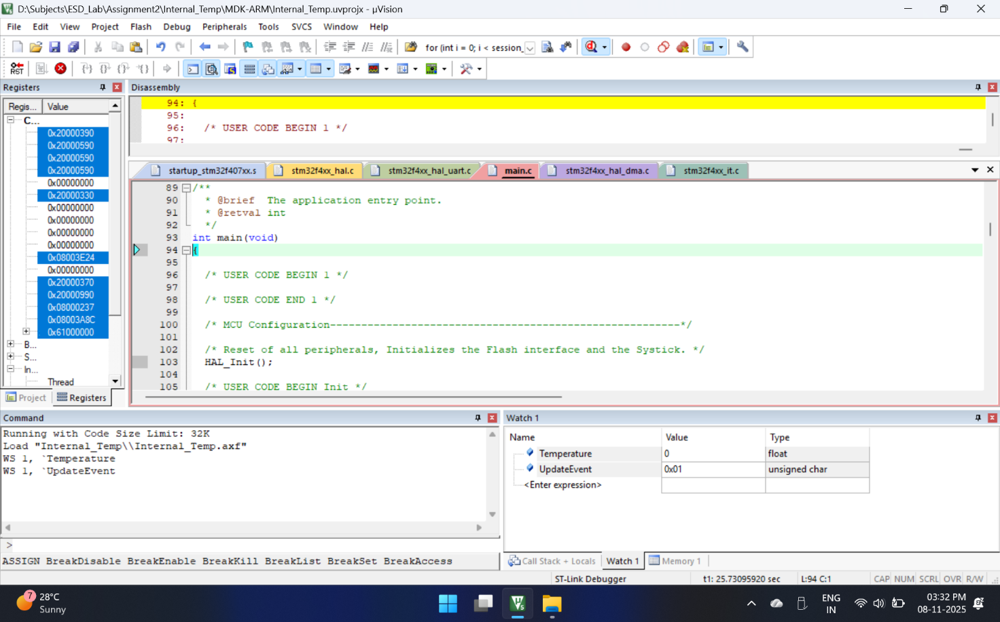 D:\Subjects\ESD_Lab\Assignment2\Internal_Temp\MDK-ARM\Internal_Temp.uvprojx - µVision
File Edit View Project Flash Debug Peripherals Tools SVCS Window Help
for (int i = 0; i < session_
RST
Registers
Regis... Value
C...
0x20000390
0x20000590
0x20000590
0x20000590
0x00000000
0x20000330
0x00000000
0x00000000
0x00000000
0x00000000
0x08003E24
0x00000000
0x20000370
0x20000990
0x08000237
0x08003A8C
0x61000000
B...
S...
In...
Thread
Project Registers
Disassembly
94: {
95:
96: /* USER CODE BEGIN 1 */
97:
startup_stm32f407xx.s stm32f4xx_hal.c stm32f4xx_hal_uart.c main.c stm32f4xx_hal_dma.c stm32f4xx_it.c
89 /**
90 * @brief The application entry point.
91 * @retval int
92 */
93 int main(void)
94 {
95
96 /* USER CODE BEGIN 1 */
97
98 /* USER CODE END 1 */
99
100 /* MCU Configuration--------------------------------------------------------*/
101
102 /* Reset of all peripherals, Initializes the Flash interface and the Systick. */
103 HAL_Init();
104
105 /* USER CODE BEGIN Init */
Command
Running with Code Size Limit: 32K
Load "Internal_Temp\\Internal_Temp.axf"
WS 1, `Temperature
WS 1, `UpdateEvent
>
ASSIGN BreakDisable BreakEnable BreakKill BreakList BreakSet BreakAccess
Watch 1
Name Value Type
Temperature 0 float
UpdateEvent 0x01 unsigned char
<Enter expression>
Call Stack + Locals Watch 1 Memory 1
ST-Link Debugger t1: 25.73095920 sec L:94 C:1 CAP NUM SCRL OVR R/W
7
28°C
Sunny
ENG
IN
03:32 PM
08-11-2025